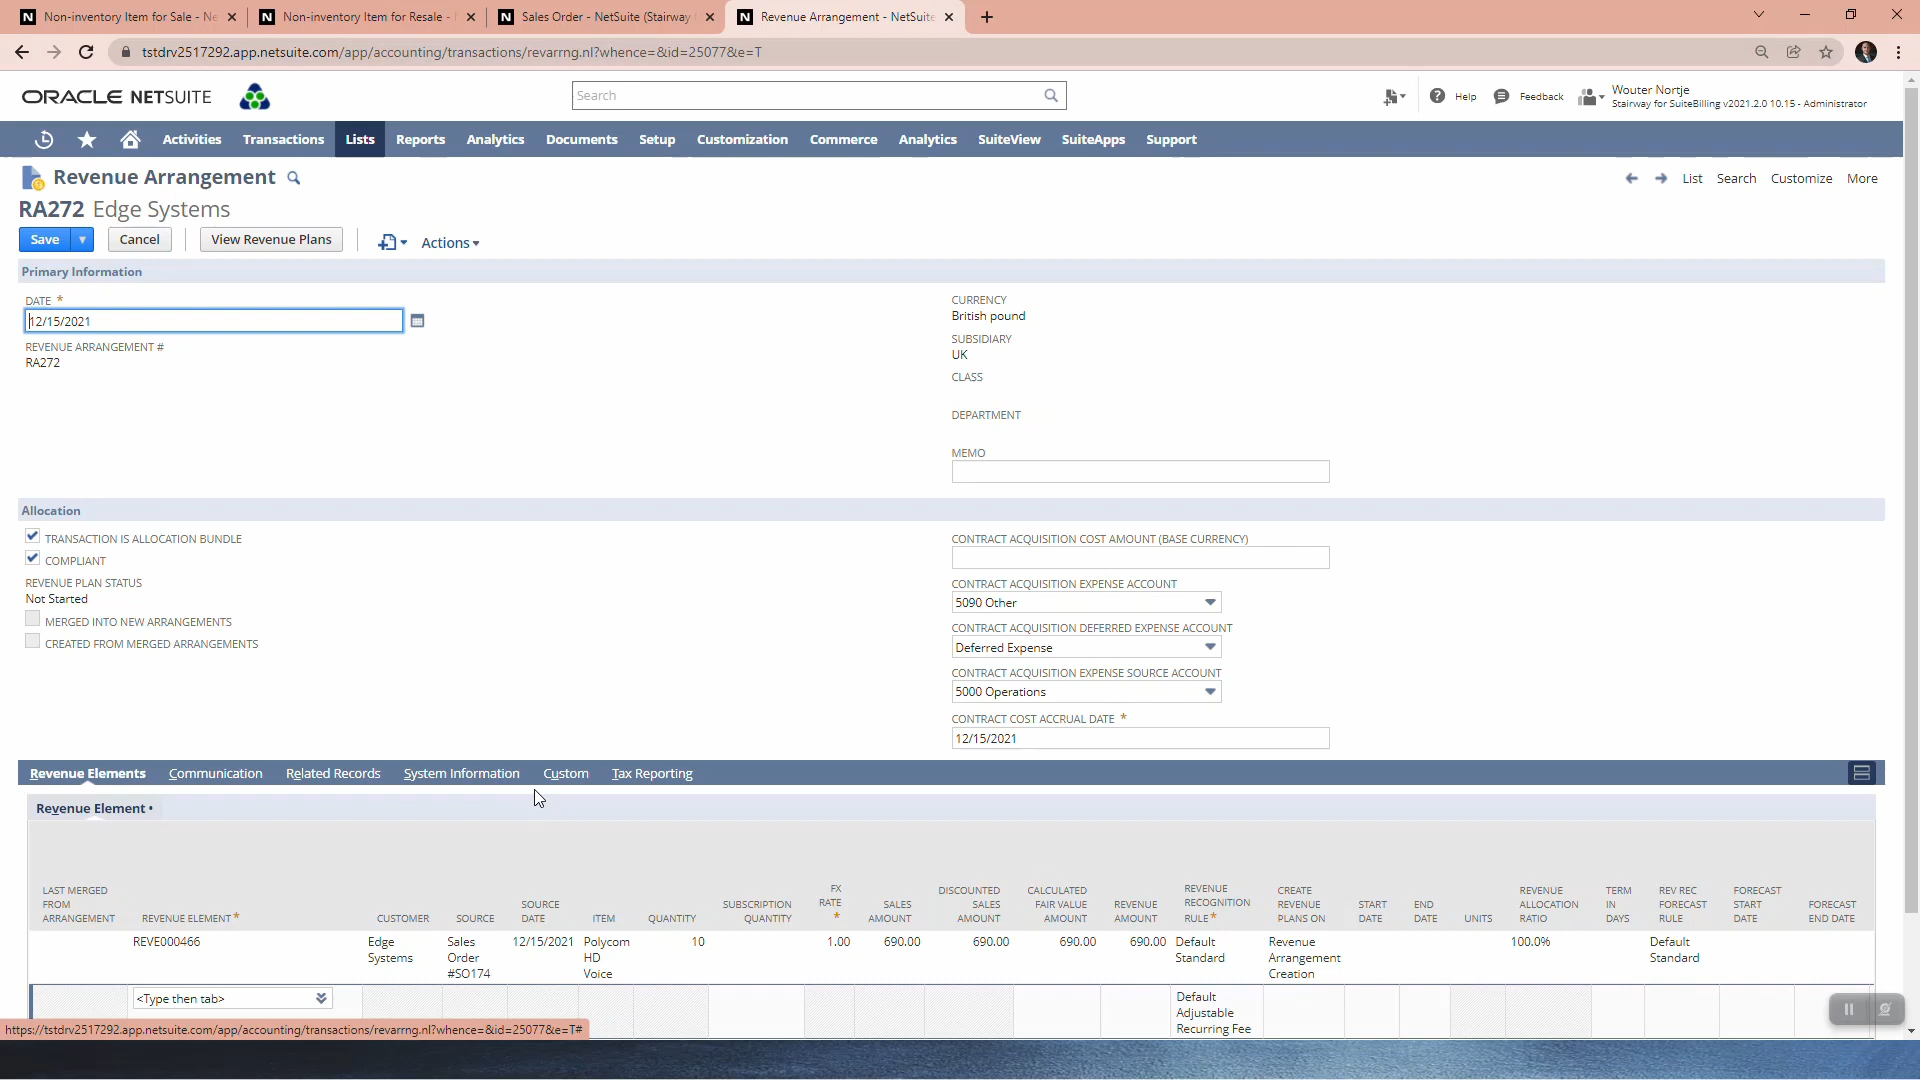 Non-inventory Item for Sale - Ne
Non-inventory Item for Resale -
Sales Order - NetSuite (Stairway
Revenue Arrangement - NetSuite
tstdrv2517292.app.netsuite.com/app/accounting/transactions/revarrng.nl?whence=&id=25077&e=T
ORACLE NETSUITE
Search
Help
Feedback
Wouter Nortje
Stairway for SuiteBilling v2021.2.0 10.15 - Administrator
Activities Transactions Lists Reports Analytics Documents Setup Customization Commerce Analytics SuiteView SuiteApps Support
Revenue Arrangement
List Search Customize More
RA272 Edge Systems
Save Cancel View Revenue Plans Actions
Primary Information
DATE *
12/15/2021
REVENUE ARRANGEMENT #
RA272
CURRENCY
British pound
SUBSIDIARY
UK
CLASS
DEPARTMENT
MEMO
Allocation
TRANSACTION IS ALLOCATION BUNDLE
COMPLIANT
REVENUE PLAN STATUS
Not Started
MERGED INTO NEW ARRANGEMENTS
CREATED FROM MERGED ARRANGEMENTS
CONTRACT ACQUISITION COST AMOUNT (BASE CURRENCY)
CONTRACT ACQUISITION EXPENSE ACCOUNT
5090 Other
CONTRACT ACQUISITION DEFERRED EXPENSE ACCOUNT
Deferred Expense
CONTRACT ACQUISITION EXPENSE SOURCE ACCOUNT
5000 Operations
CONTRACT COST ACCRUAL DATE *
12/15/2021
Revenue Elements Communication Related Records System Information Custom Tax Reporting
Revenue Element •
LAST MERGED FROM ARRANGEMENT
REVENUE ELEMENT *
CUSTOMER
SOURCE
SOURCE DATE
ITEM
QUANTITY
SUBSCRIPTION QUANTITY
FX RATE *
SALES AMOUNT
DISCOUNTED SALES AMOUNT
CALCULATED FAIR VALUE AMOUNT
REVENUE AMOUNT
REVENUE RECOGNITION RULE *
CREATE REVENUE PLANS ON
START DATE
END DATE
UNITS
REVENUE ALLOCATION RATIO
TERM IN DAYS
REV REC FORECAST RULE
FORECAST START DATE
FORECAST END DATE
REVE000466
Edge Systems
Sales Order #SO174
12/15/2021
Polycom HD Voice
10
1.00
690.00
690.00
690.00
690.00
Default Standard
Revenue Arrangement Creation
100.0%
Default Standard
<Type then tab>
Default Adjustable Recurring Fee
https://tstdrv2517292.app.netsuite.com/app/accounting/transactions/revarrng.nl?whence=&id=25077&e=T#